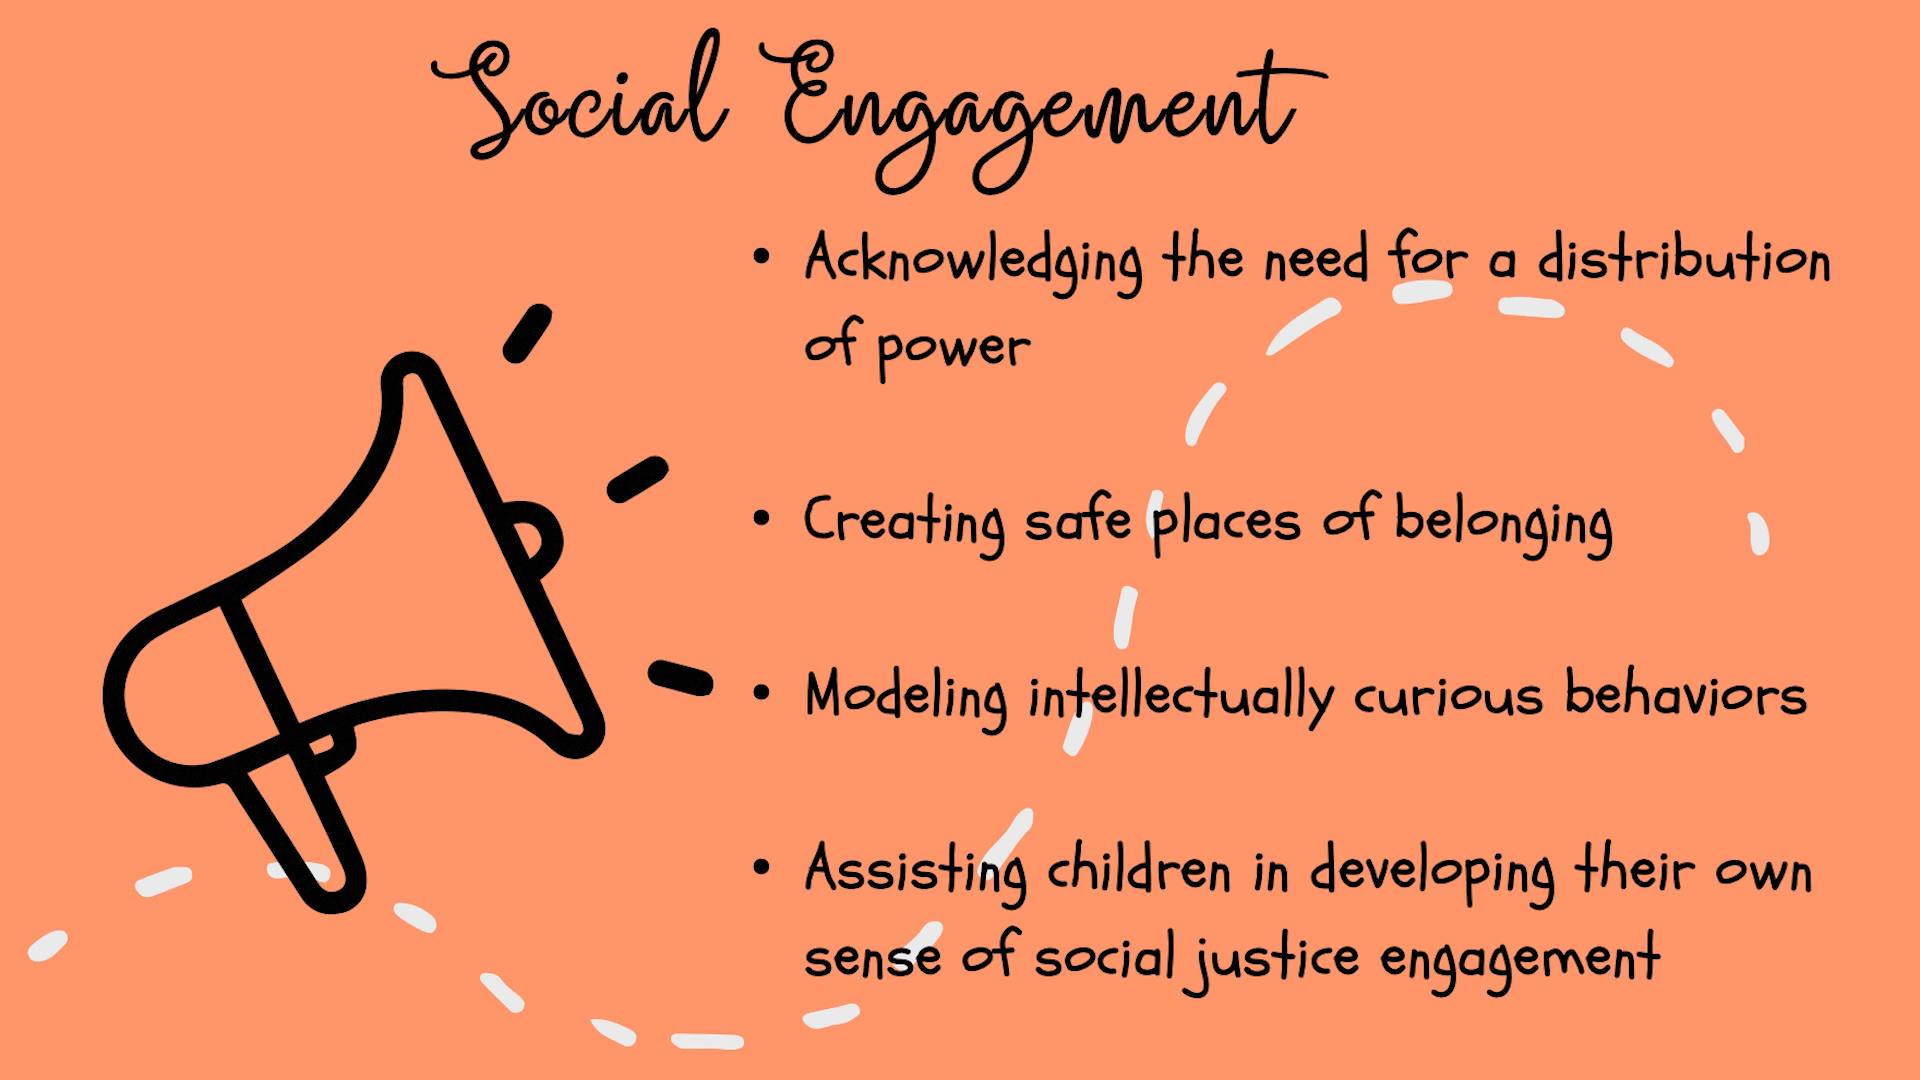 Social Engagement
• Acknowledging the need for a distribution
of power
• Creating safe places of belonging
• Modeling intellectually curious behaviors
• Assisting children in developing their own
sense of social justice engagement